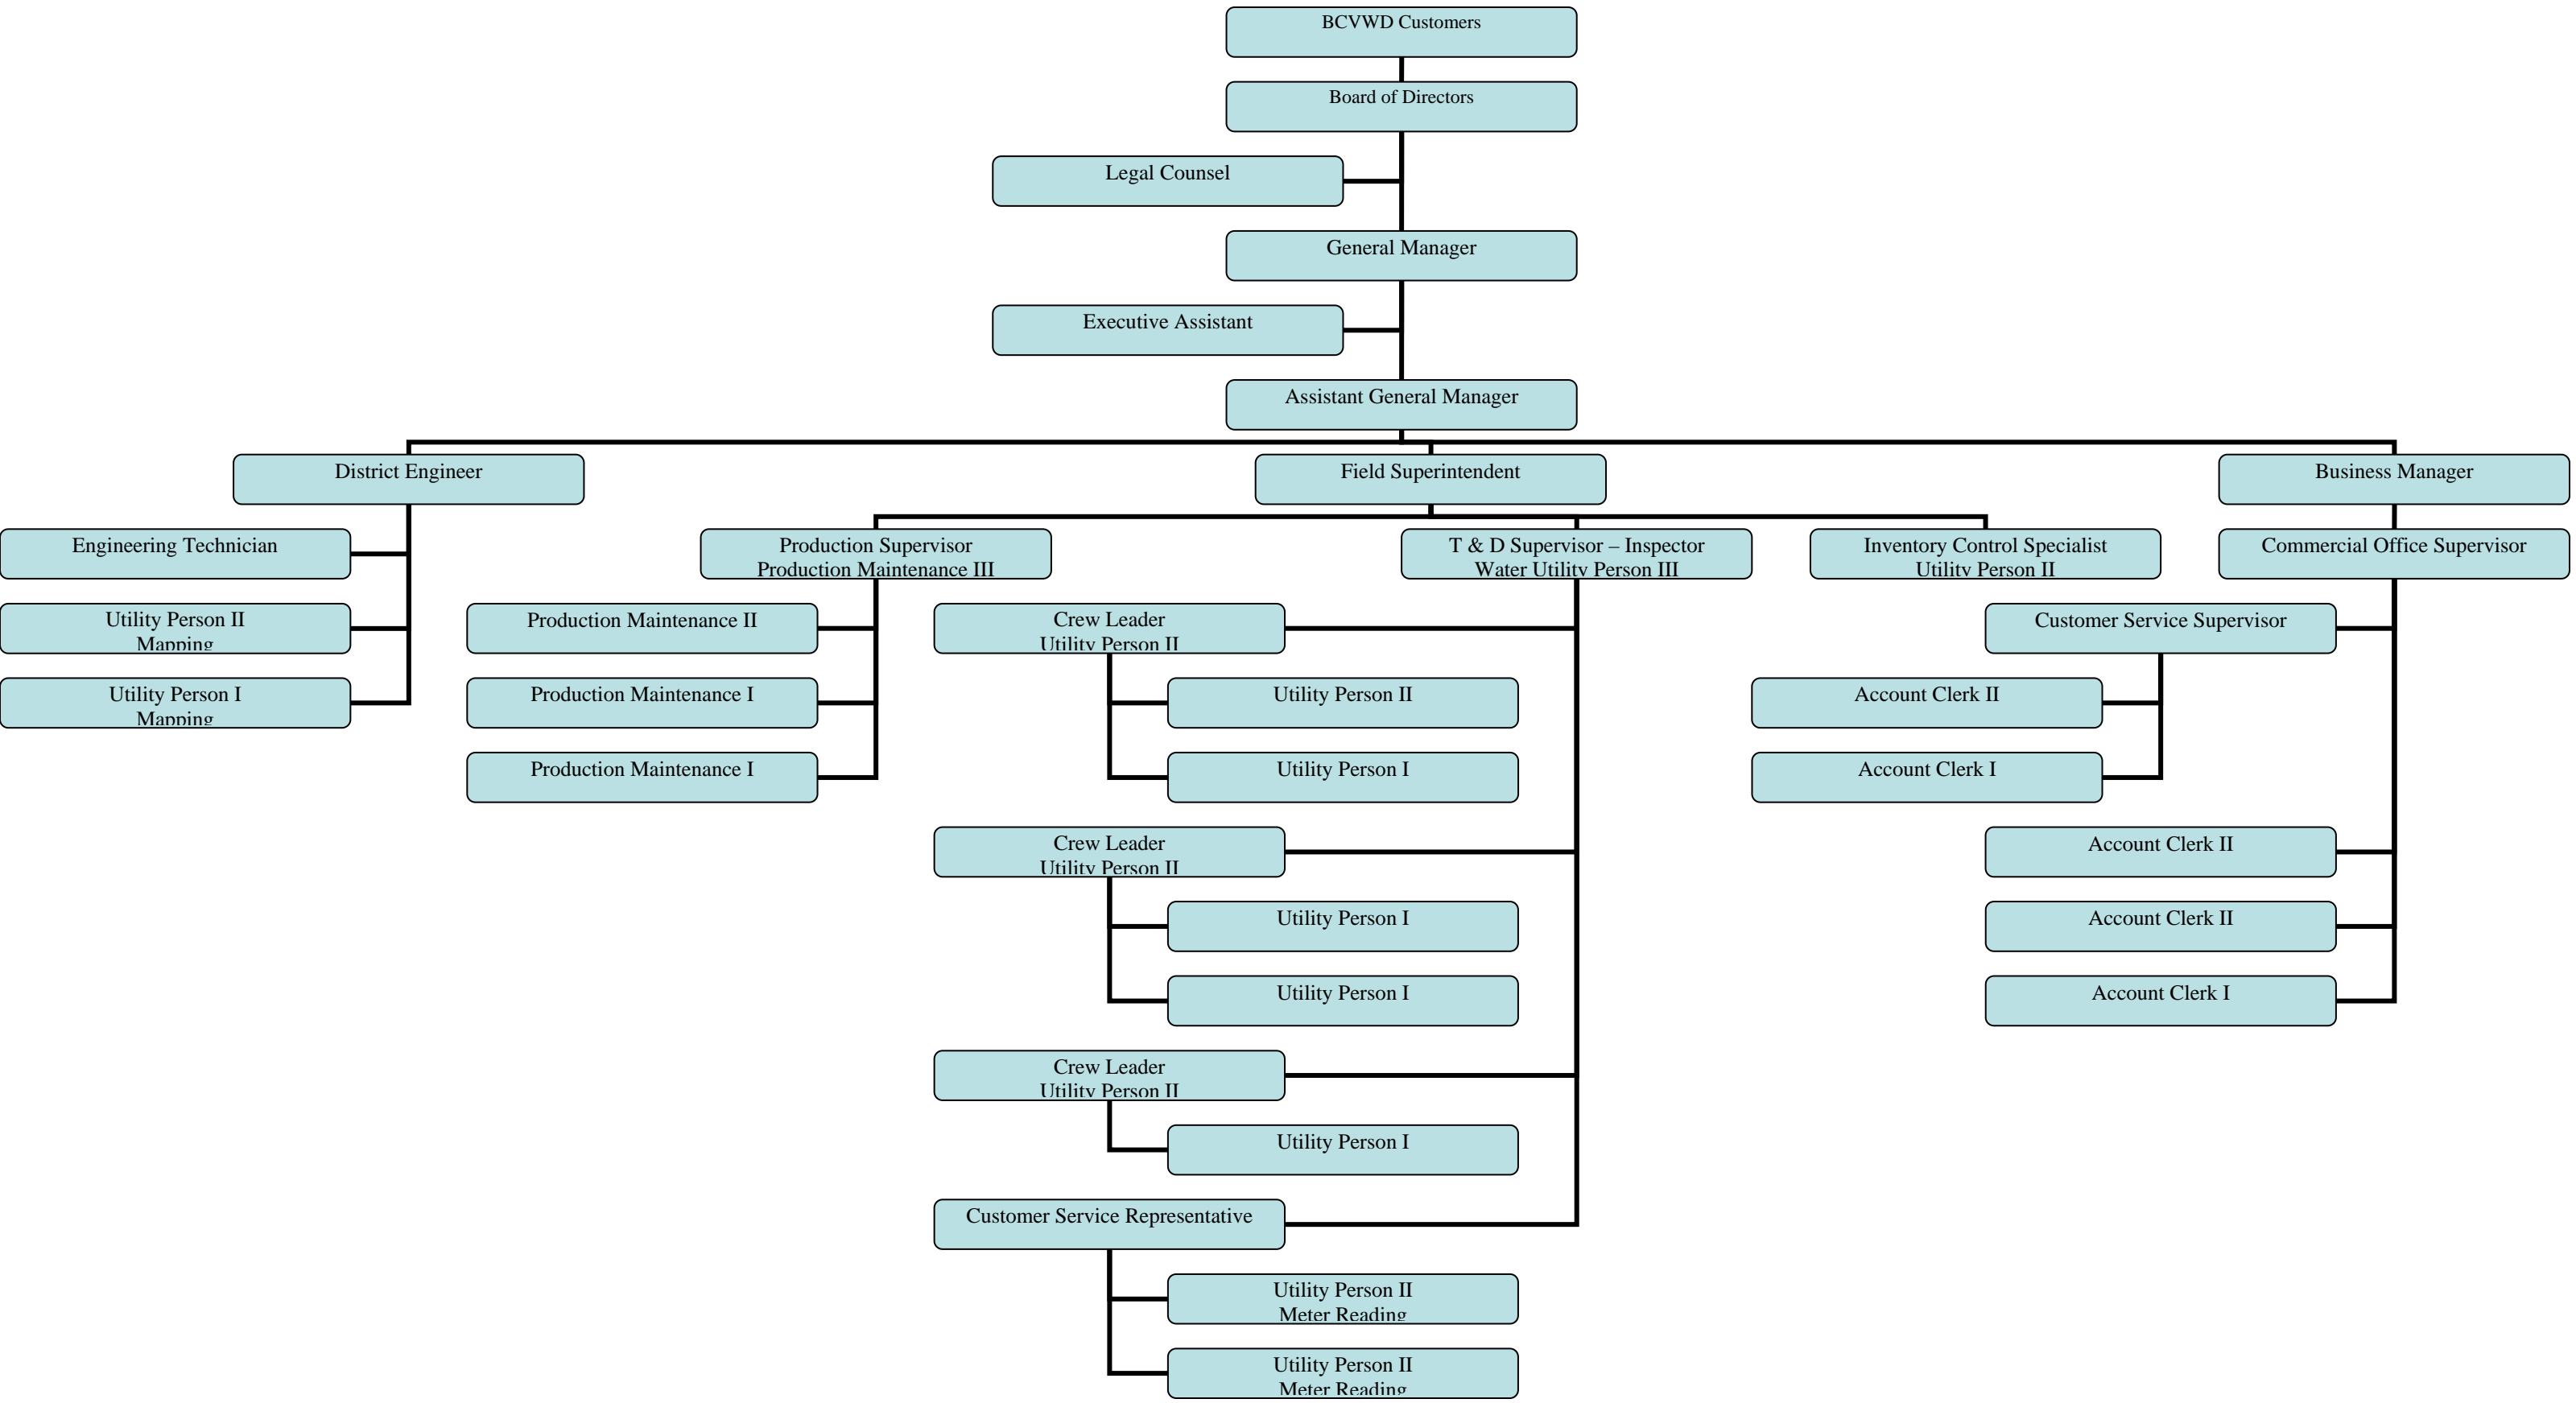 BCVWD Customers
Board of Directors
Legal Counsel
General Manager
Executive Assistant
Assistant General Manager
District Engineer
Field Superintendent
Business Manager
Engineering Technician
Production Supervisor
Production Maintenance III
T & D Supervisor – Inspector
Water Utility Person III
Inventory Control Specialist
Utility Person II
Commercial Office Supervisor
Utility Person II
Mapping
Production Maintenance II
Crew Leader
Utility Person II
Customer Service Supervisor
Utility Person I
Mapping
Production Maintenance I
Utility Person II
Account Clerk II
Production Maintenance I
Utility Person I
Account Clerk I
Crew Leader
Utility Person II
Account Clerk II
Utility Person I
Account Clerk II
Utility Person I
Account Clerk I
Crew Leader
Utility Person II
Utility Person I
Customer Service Representative
Utility Person II
Meter Reading
Utility Person II
Meter Reading